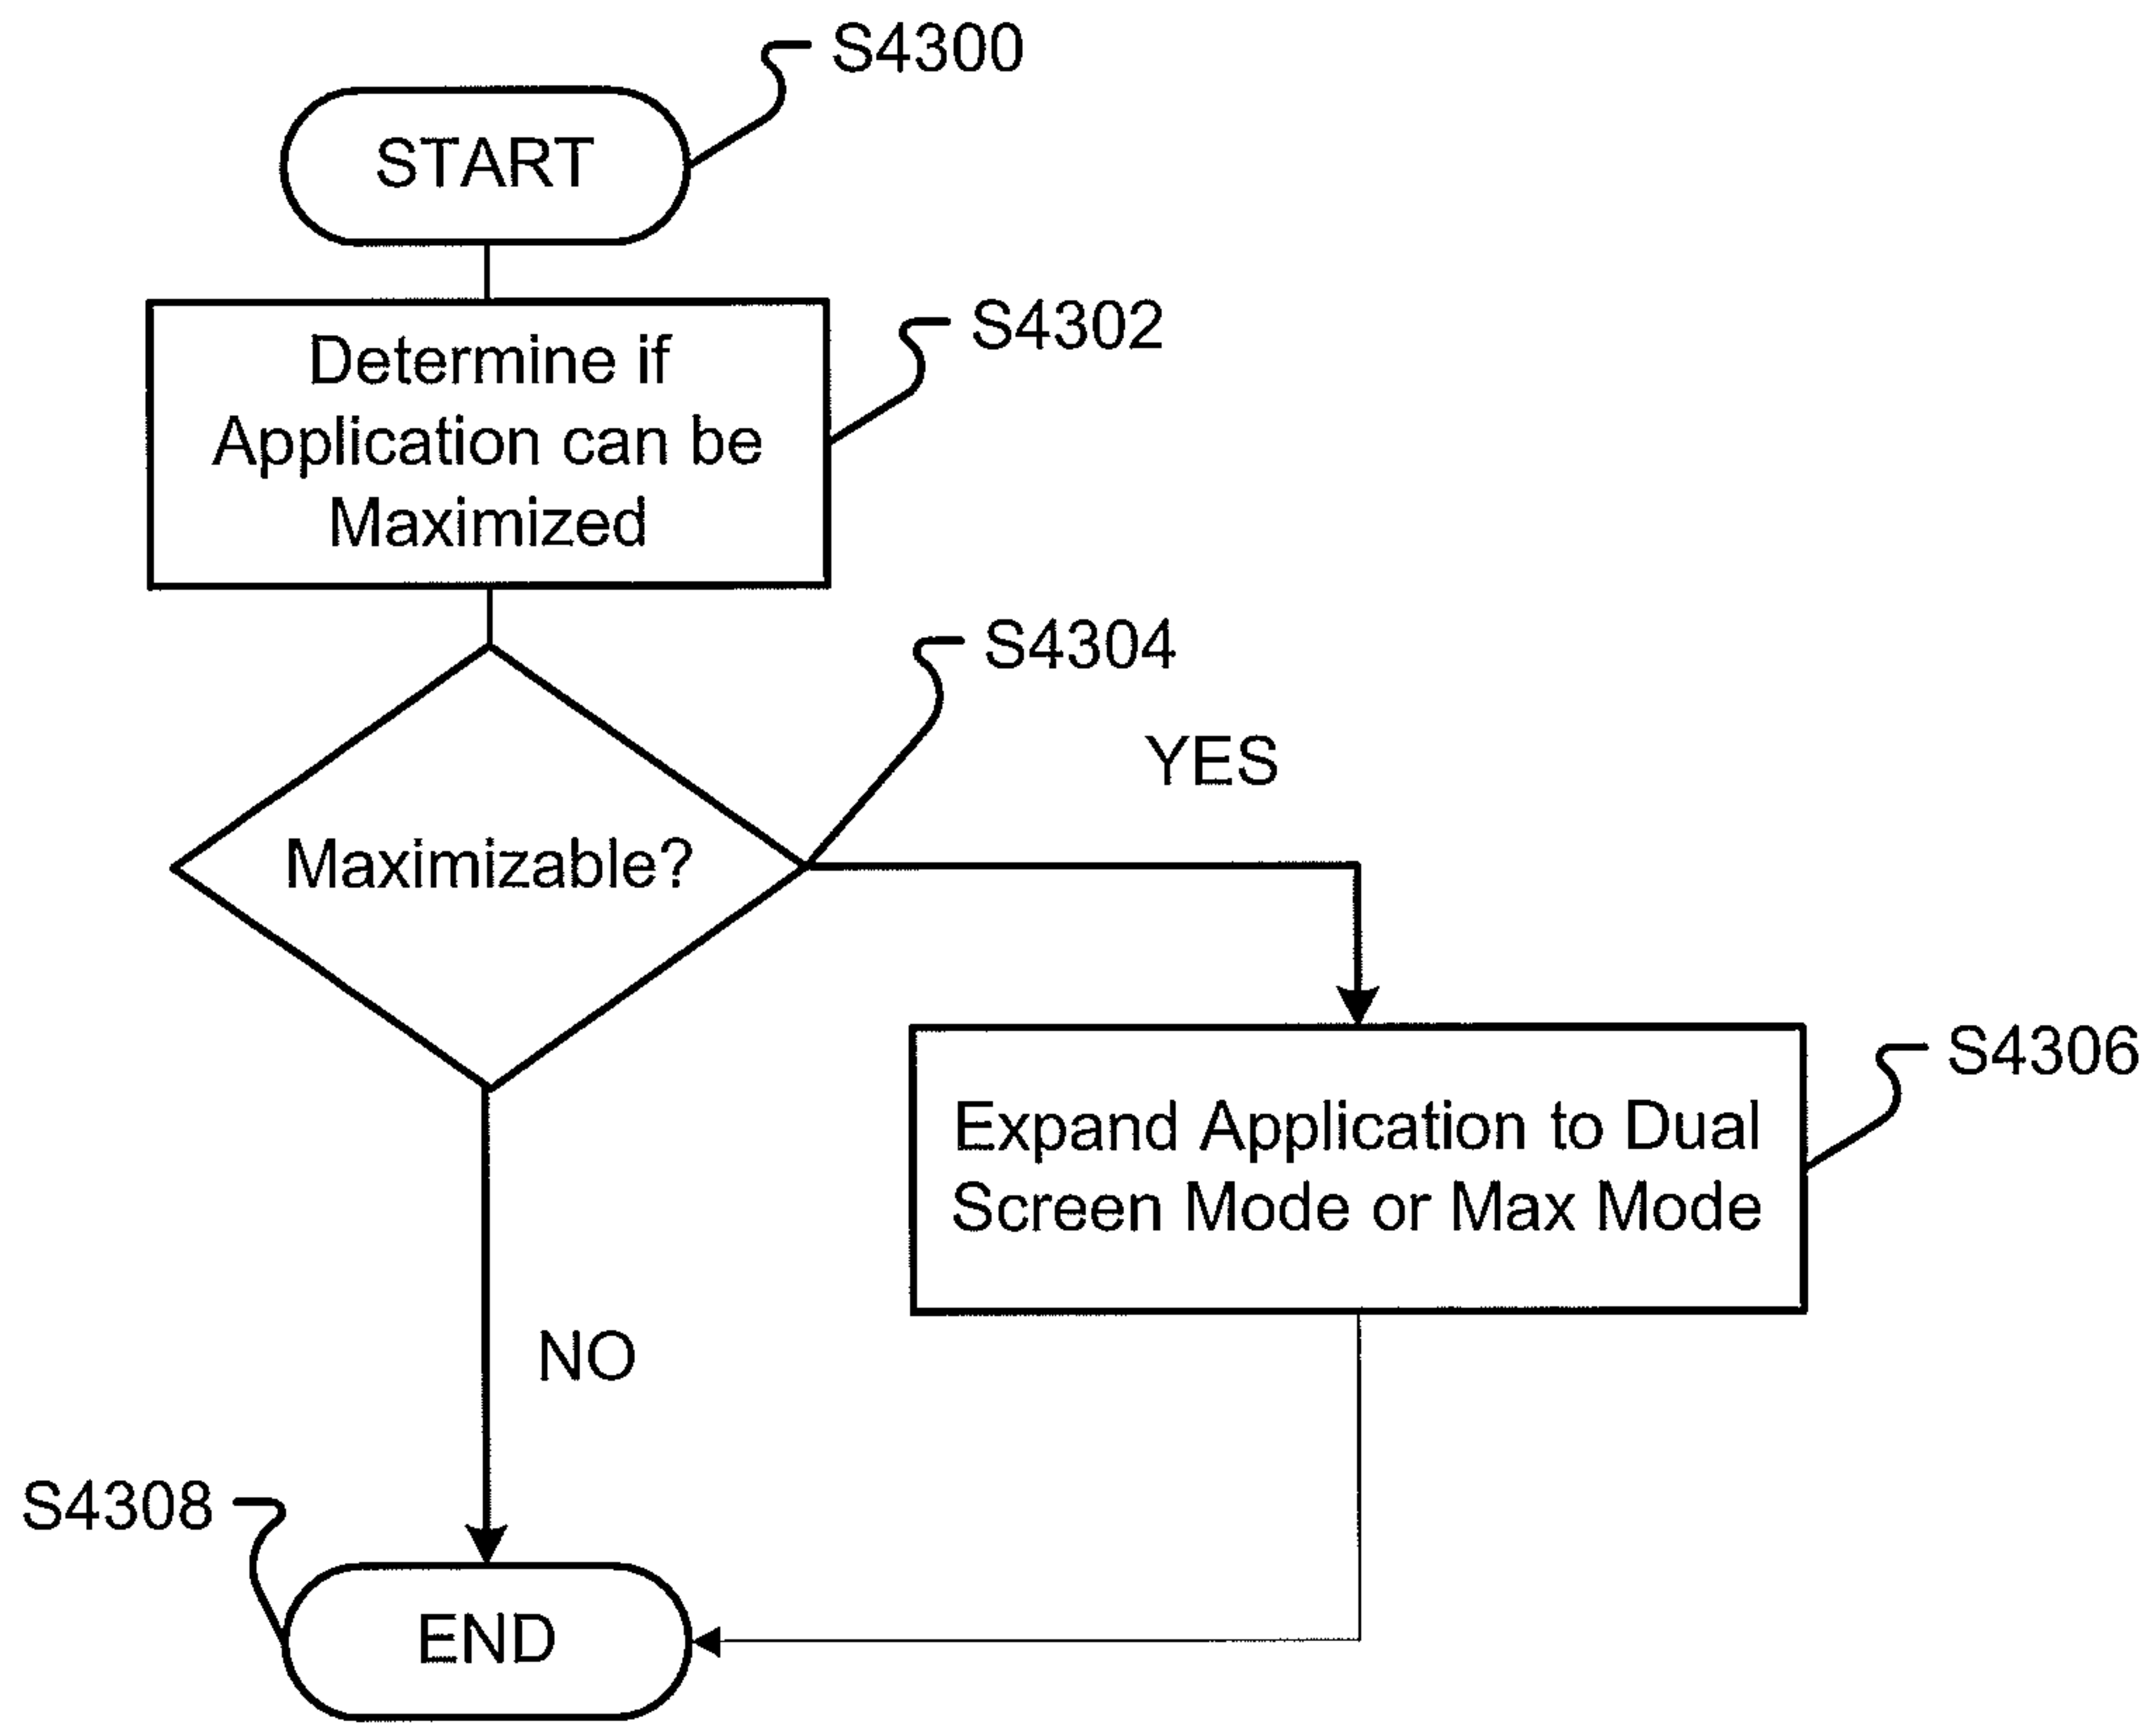 S4300
START
S4302
Determine if
Application can be
Maximized
S4304
YES
Maximizable?
S4306
Expand Application to Dual
Screen Mode or Max Mode
NO
S4308
END